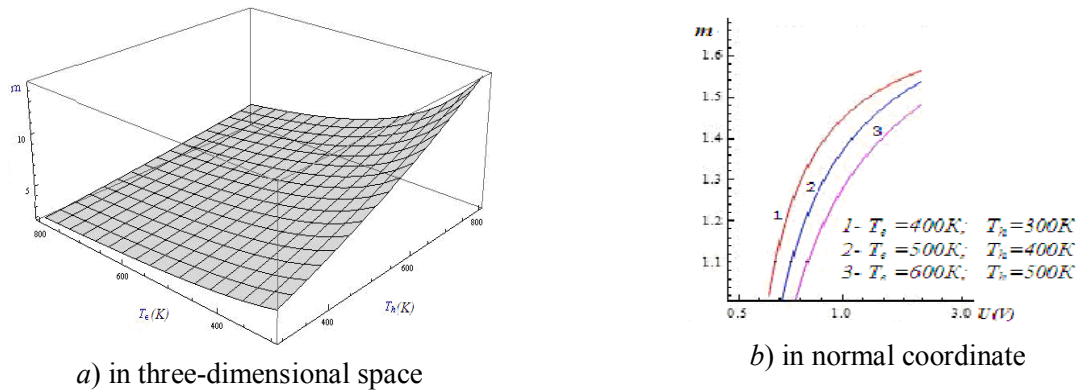 m
10
5
800
600
400
T_e(K)
400
600
800
T_h(K)
a) in three-dimensional space
m
1.6
1.5
1.4
1.3
1.2
1.1
0.5
1.0
3.0
U(V)
1
2
3
1- T_e =400K; T_h=300K
2- T_e =500K; T_h=400K
3- T_e =600K; T_h=500K
b) in normal coordinate